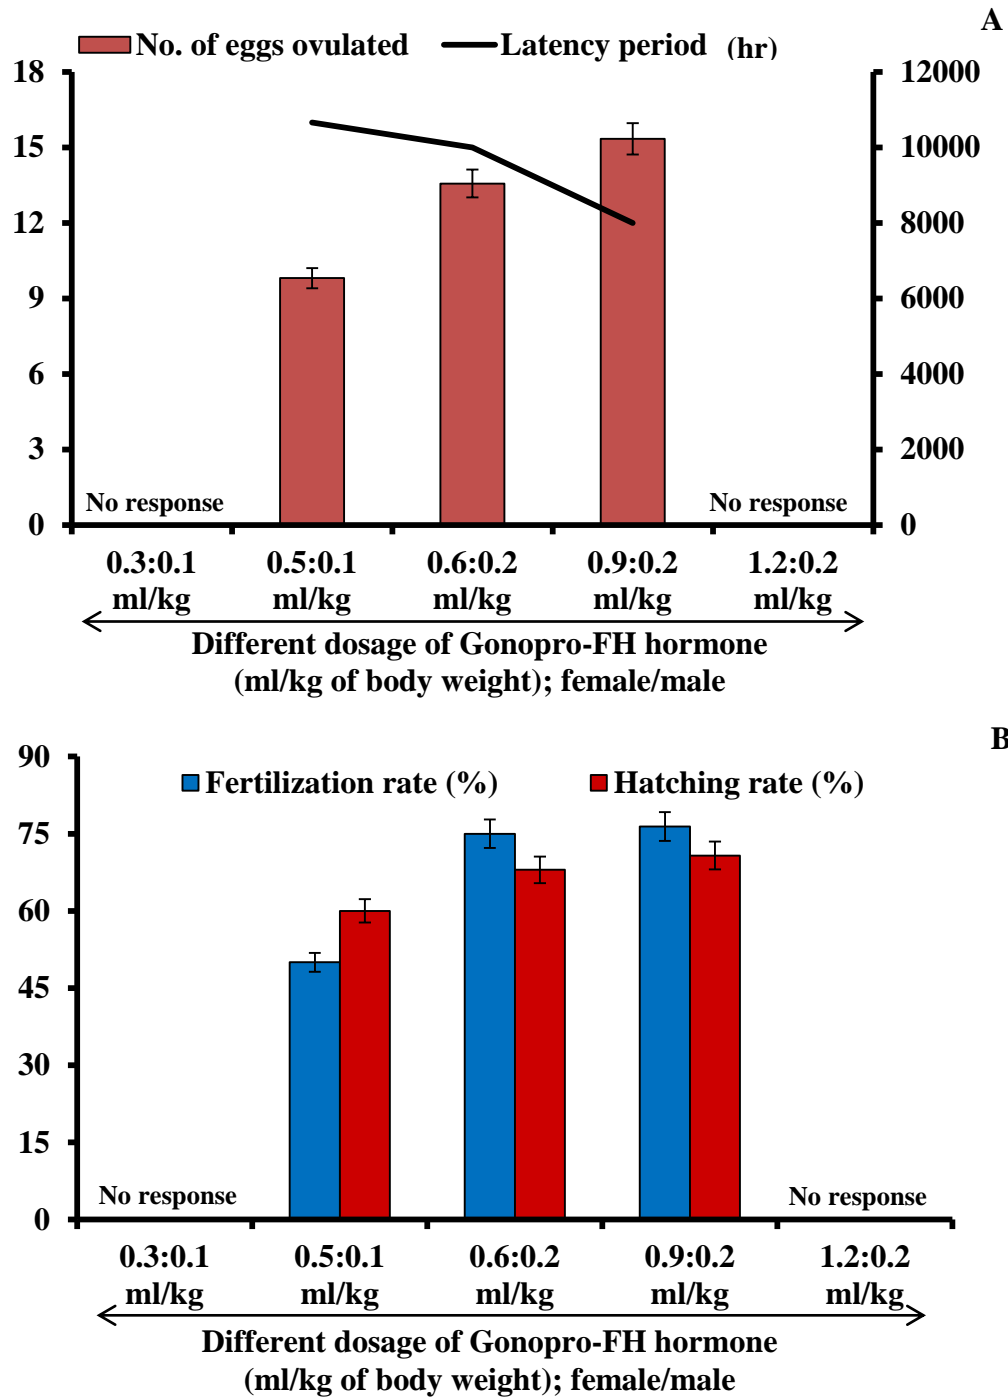 A
No. of eggs ovulated Latency period (hr)
18 12000
15 10000
12 8000
9 6000
6 4000
3 2000
No response No response
0 0
0.3:0.1 0.5:0.1 0.6:0.2 0.9:0.2 1.2:0.2
ml/kg ml/kg ml/kg ml/kg ml/kg
Different dosage of Gonopro-FH hormone
(ml/kg of body weight); female/male
B
90
Fertilization rate (%) Hatching rate (%)
75
60
45
30
15
No response No response
0
0.3:0.1 0.5:0.1 0.6:0.2 0.9:0.2 1.2:0.2
ml/kg ml/kg ml/kg ml/kg ml/kg
Different dosage of Gonopro-FH hormone
(ml/kg of body weight); female/male